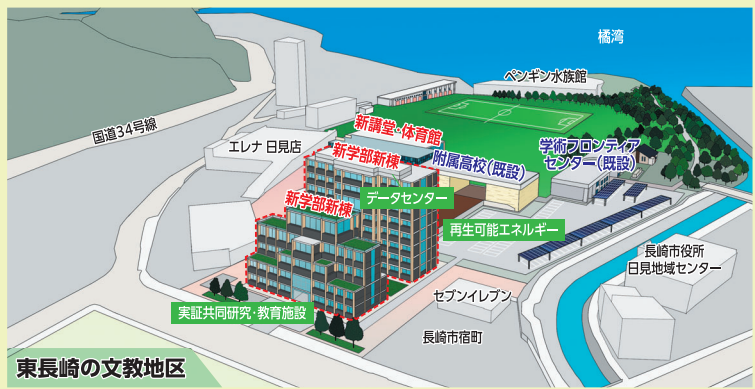 橘湾
ペンギン水族館
国道34号線
新講堂・体育館
エレナ 日見店
新学部新棟
附属高校(既設)
学術フロンティア
センター(既設)
新学部新棟
データセンター
再生可能エネルギー
長崎市役所
日見地域センター
セブンイレブン
実証共同研究・教育施設
長崎市宿町
東長崎の文教地区